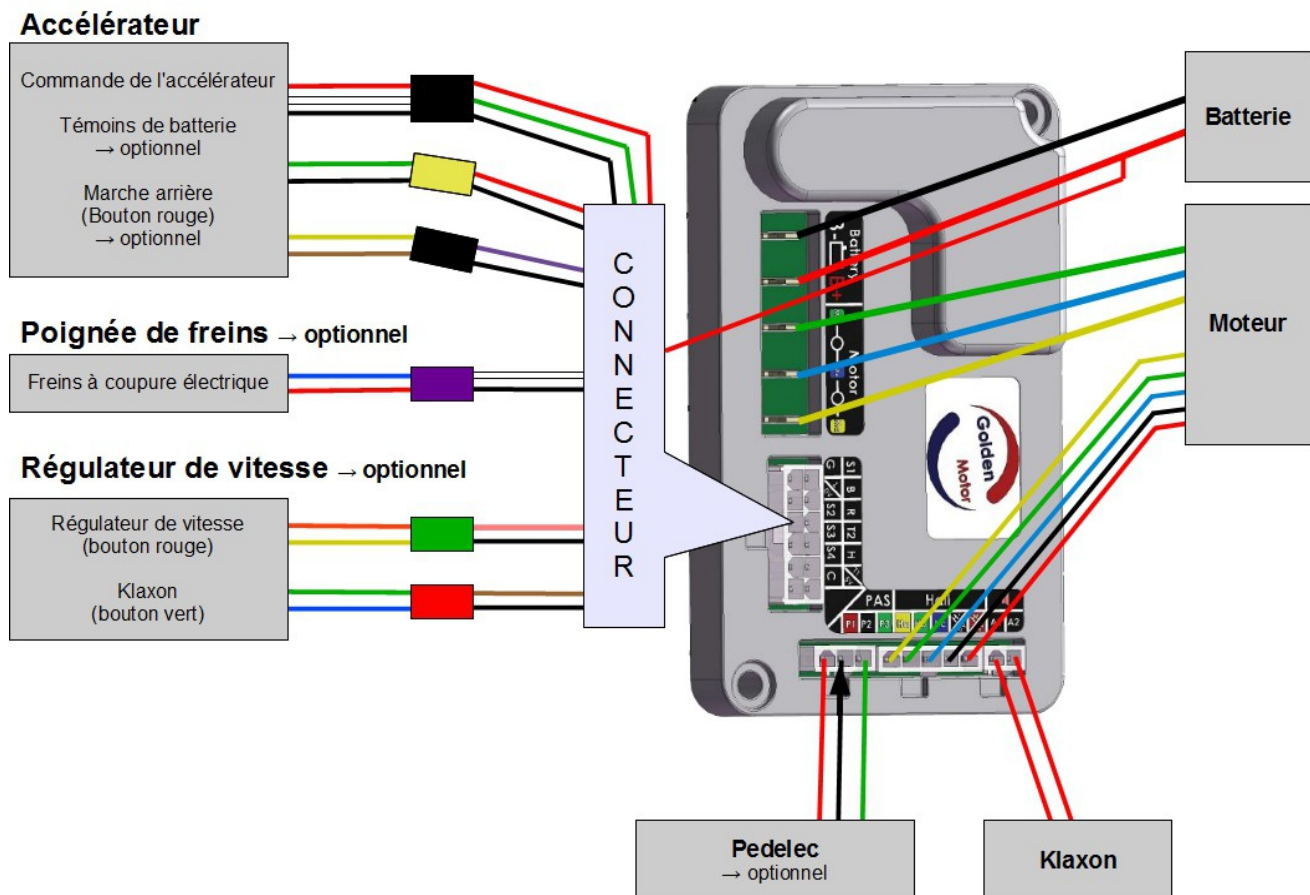 Accélérateur
Commande de l'accélérateur
Témoins de batterie
→ optionnel
Marche arrière
(Bouton rouge)
→ optionnel
Poignée de freins → optionnel
Freins à coupure électrique
Régulateur de vitesse → optionnel
Régulateur de vitesse
(bouton rouge)
Klaxon
(bouton vert)
CONNECTEUR
Battery
B-
B+
Motor
Golden
Motor
G
S1
B
S2
R
S3
T2
S4
H
C
PAS
Hall
P1
P2
P3
A2
Batterie
Moteur
Pedelec
→ optionnel
Klaxon